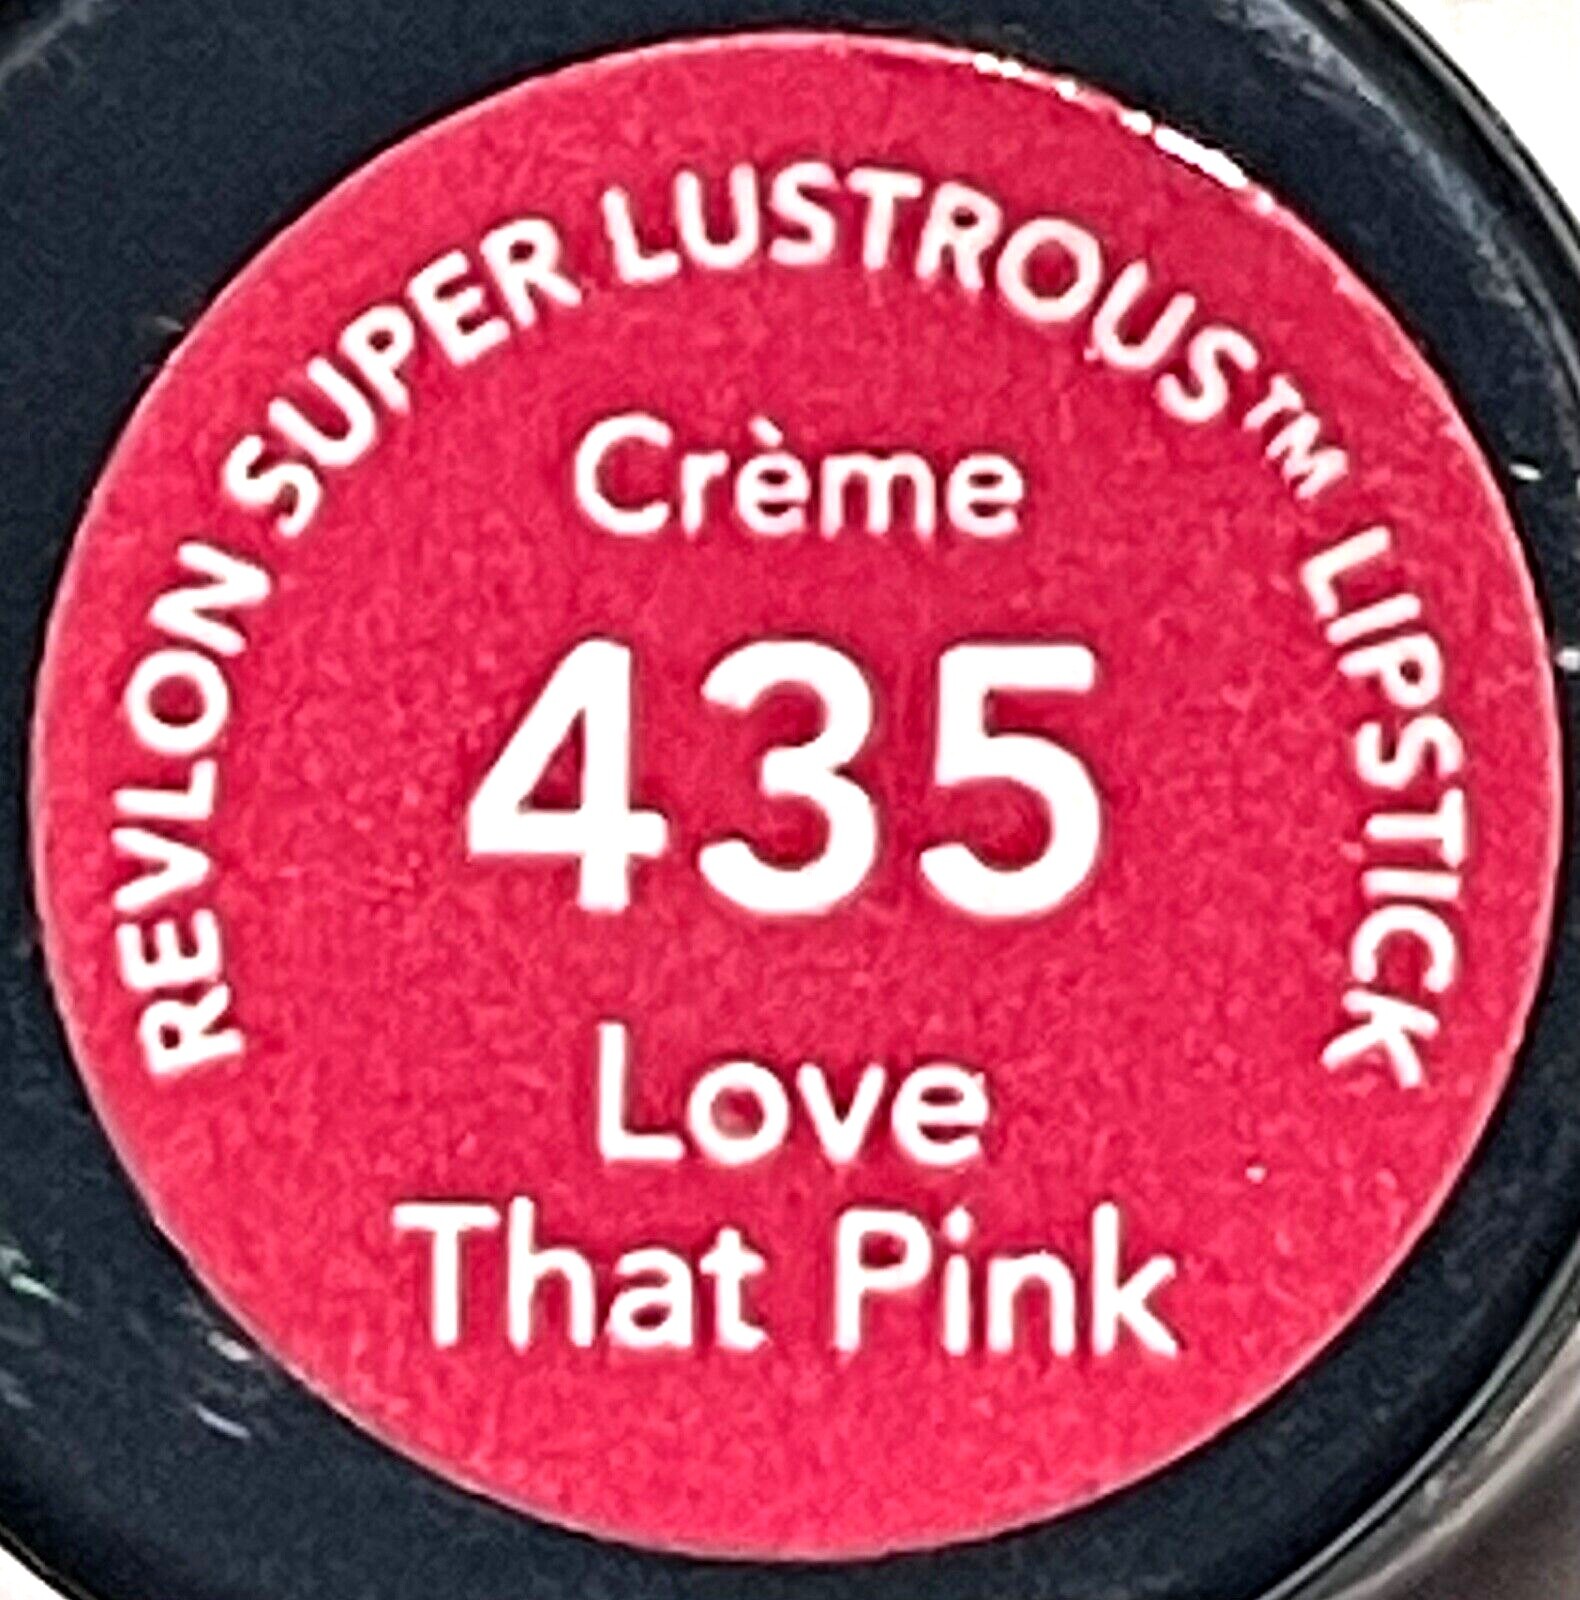 REVLON SUPER LUSTROUS™ LIPSTICK
Crème
435
Love
That Pink